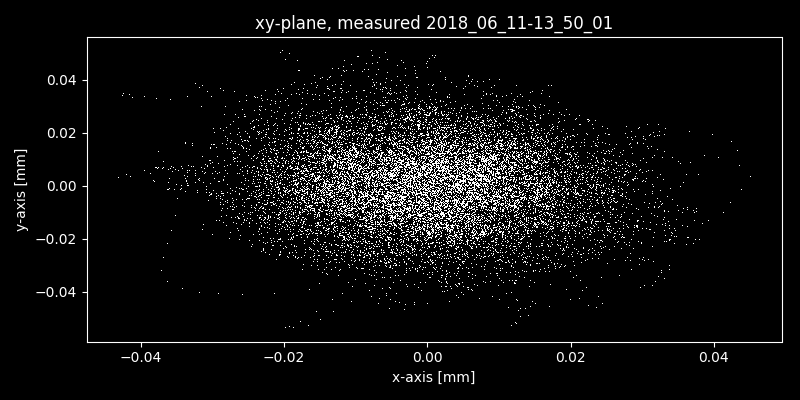 xy-plane, measured 2018_06_11-13_50_01
0.04
0.02
0.00
−0.02
−0.04
y-axis [mm]
−0.04 −0.02 0.00 0.02 0.04
x-axis [mm]